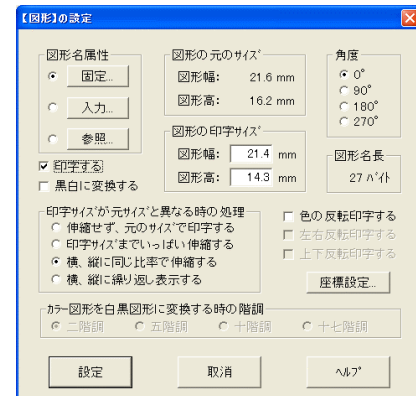 【図形】の設定
図形名属性
固定...
入力...
参照...
図形の元のサイズ
図形幅: 21.6 mm
図形高: 16.2 mm
角度
0°
90°
180°
270°
図形の印字サイズ
図形幅: 21.4 mm
図形高: 14.3 mm
図形名長
27 バイト
印字する
黒白に変換する
印字サイズが元サイズと異なる時の処理
伸縮せず、元のサイズで印字する
印字サイズまでいっぱい伸縮する
横、縦に同じ比率で伸縮する
横、縦に繰り返し表示する
色の反転印字する
左右反転印字する
上下反転印字する
座標設定...
カラー図形を白黒図形に変換する時の階調
二階調 五階調 十階調 十七階調
設定 取消 ヘルプ